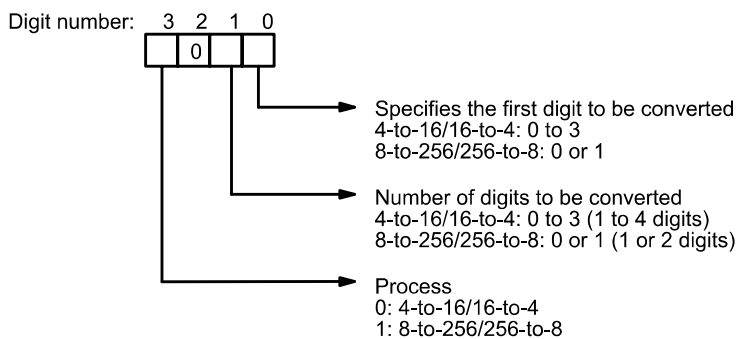 Digit number: 3 2 1 0
0
Specifies the first digit to be converted
4-to-16/16-to-4: 0 to 3
8-to-256/256-to-8: 0 or 1
Number of digits to be converted
4-to-16/16-to-4: 0 to 3 (1 to 4 digits)
8-to-256/256-to-8: 0 or 1 (1 or 2 digits)
Process
0: 4-to-16/16-to-4
1: 8-to-256/256-to-8